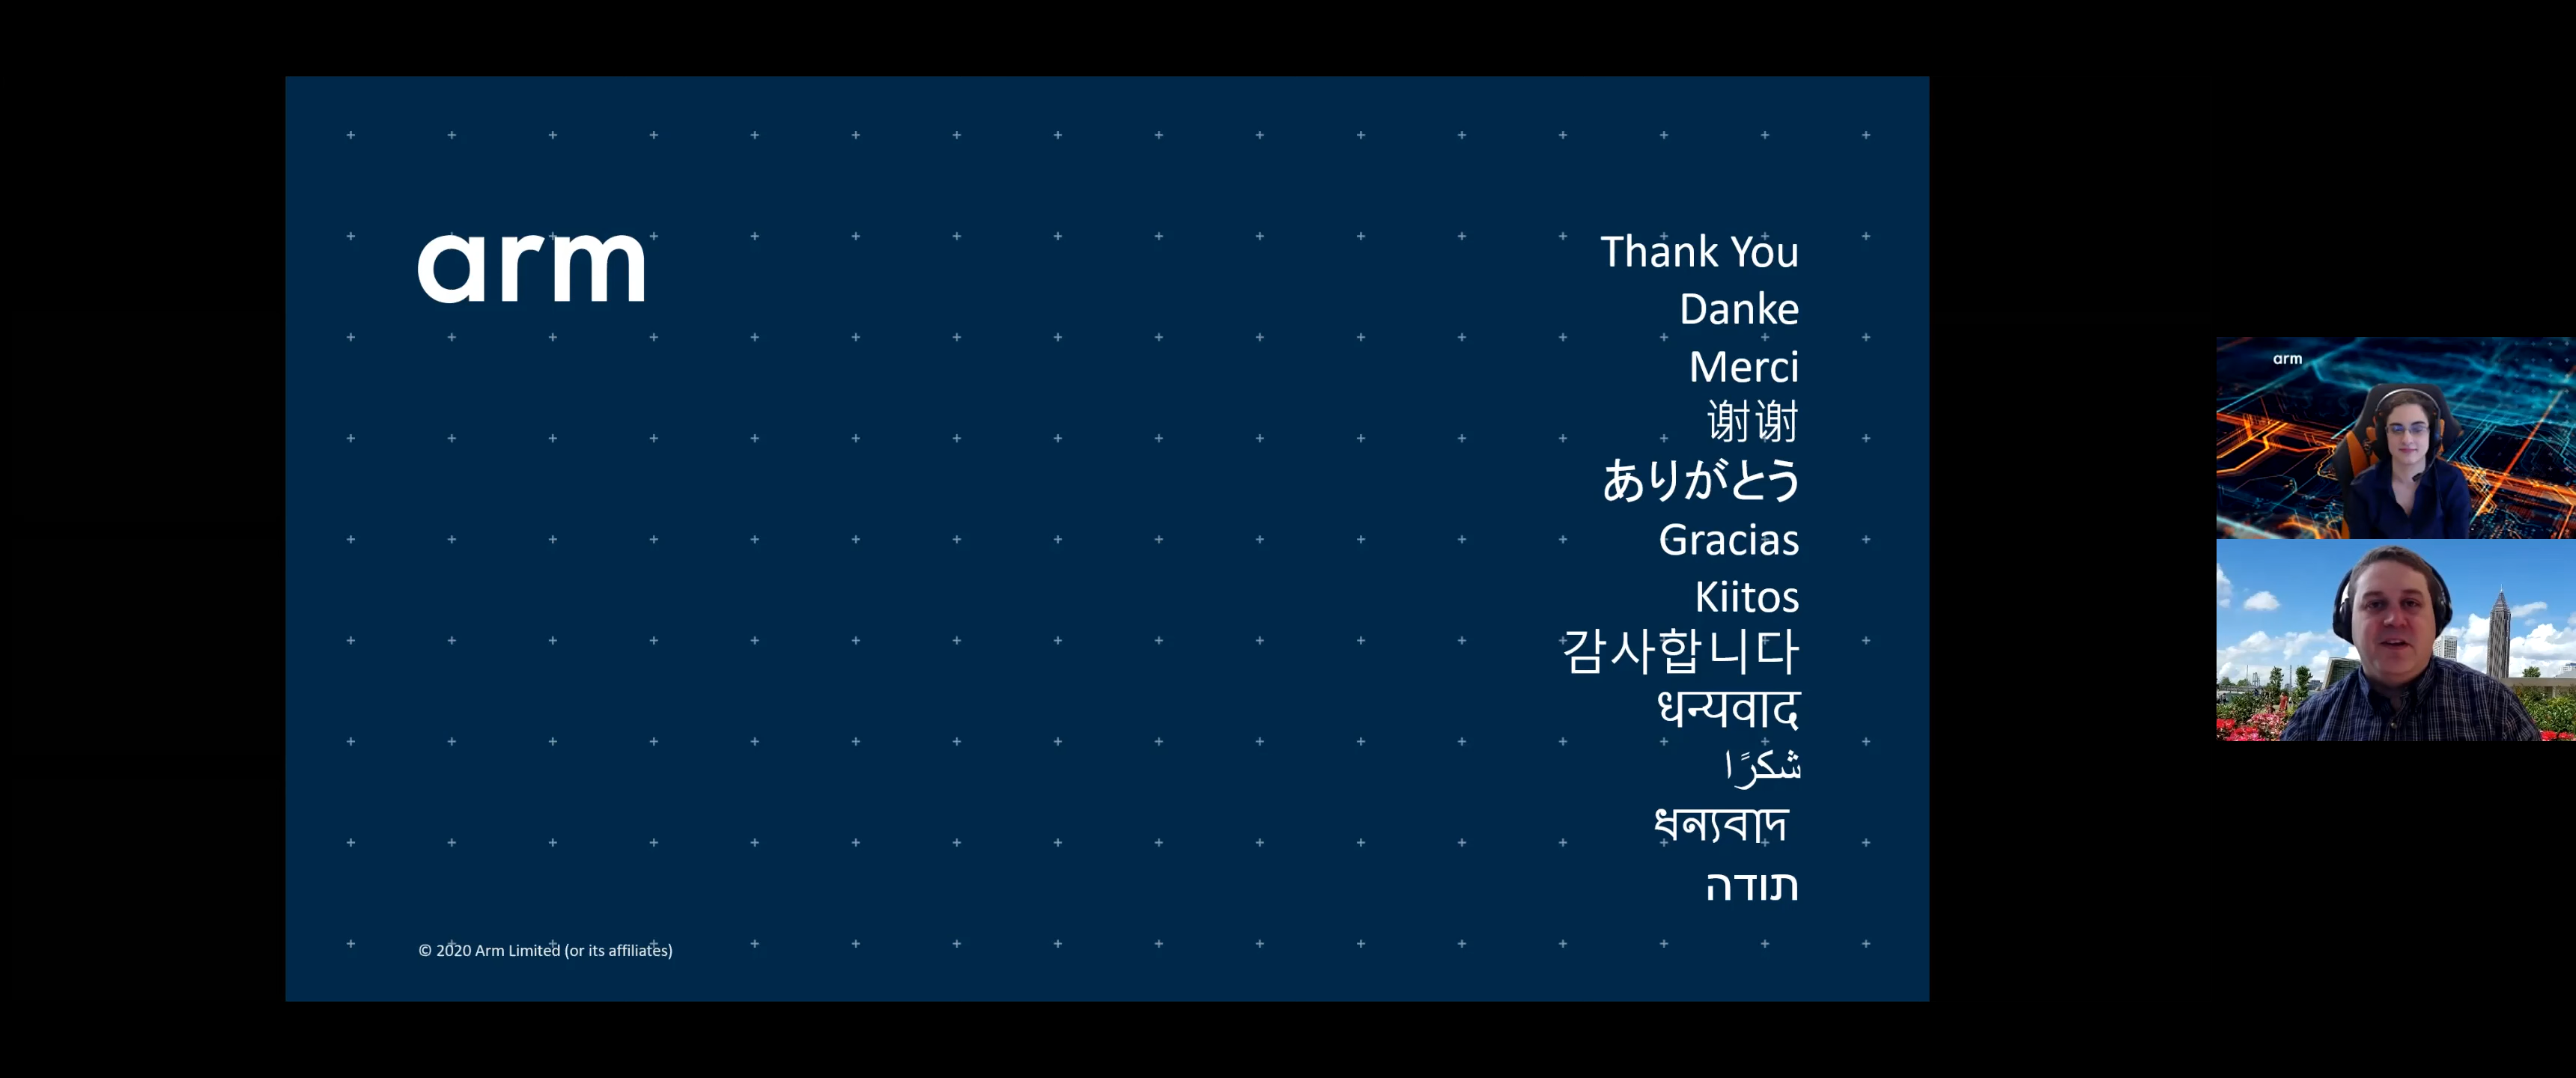 arm
Thank You
Danke
Merci
谢谢
ありがとう
Gracias
Kiitos
감사합니다
धन्यवाद
شكرًا
ধন্যবাদ
תודה
© 2020 Arm Limited (or its affiliates)
arm